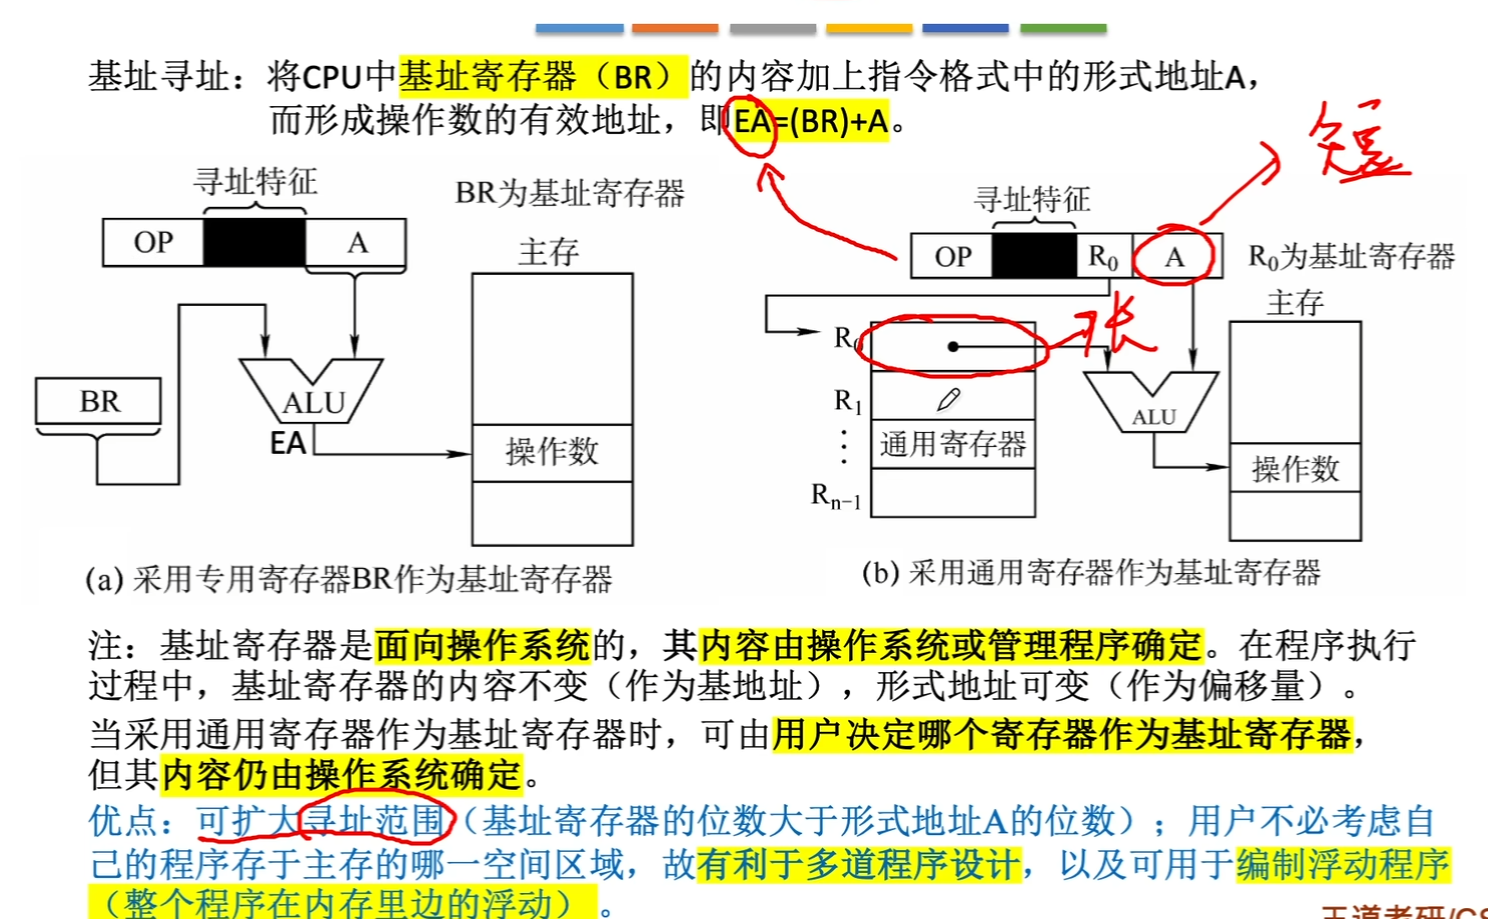 基址寻址：将CPU中基址寄存器（BR）的内容加上指令格式中的形式地址A，
而形成操作数的有效地址，即EA=(BR)+A。
短
寻址特征
BR为基址寄存器
OP
A
主存
BR
ALU
EA
操作数
(a) 采用专用寄存器BR作为基址寄存器
寻址特征
OP
R₀
A
R₀为基址寄存器
主存
长
R₁
⋮
通用寄存器
Rn−1
ALU
操作数
(b) 采用通用寄存器作为基址寄存器
注：基址寄存器是面向操作系统的，其内容由操作系统或管理程序确定。在程序执行
过程中，基址寄存器的内容不变（作为基地址），形式地址可变（作为偏移量）。
当采用通用寄存器作为基址寄存器时，可由用户决定哪个寄存器作为基址寄存器，
但其内容仍由操作系统确定。
优点：可扩大寻址范围（基址寄存器的位数大于形式地址A的位数）；用户不必考虑自
己的程序存于主存的哪一空间区域，故有利于多道程序设计，以及可用于编制浮动程序
（整个程序在内存里边的浮动）。
王道考研/CS